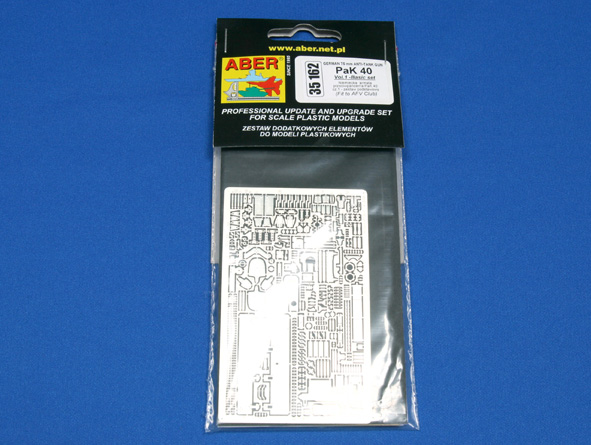 www.aber.net.pl
ABER
SINCE 1995
35 162
GERMAN 75 mm ANTI-TANK GUN
PaK 40
Vol.1 -Basic set
(Fit to AFV Club)
PROFESSIONAL UPDATE AND UPGRADE SET
FOR SCALE PLASTIC MODELS
ZESTAW DODATKOWYCH ELEMENTÓW
DO MODELI PLASTIKOWYCH